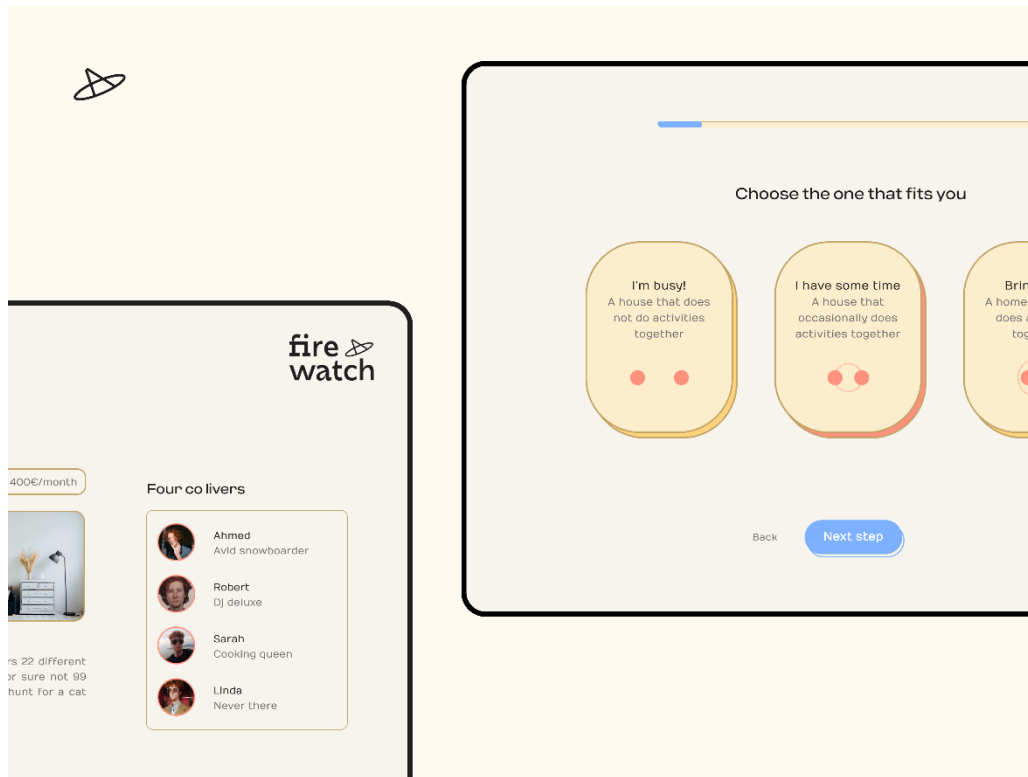 Choose the one that fits you
I'm busy!
A house that does
not do activities
together
I have some time
A house that
occasionally does
activities together
Brin
A home
does a
tog
Back
Next step
fire
watch
400€/month
Four co livers
Ahmed
Avid snowboarder
Robert
Dj deluxe
Sarah
Cooking queen
Linda
Never there
rs 22 different
or sure not 99
hunt for a cat